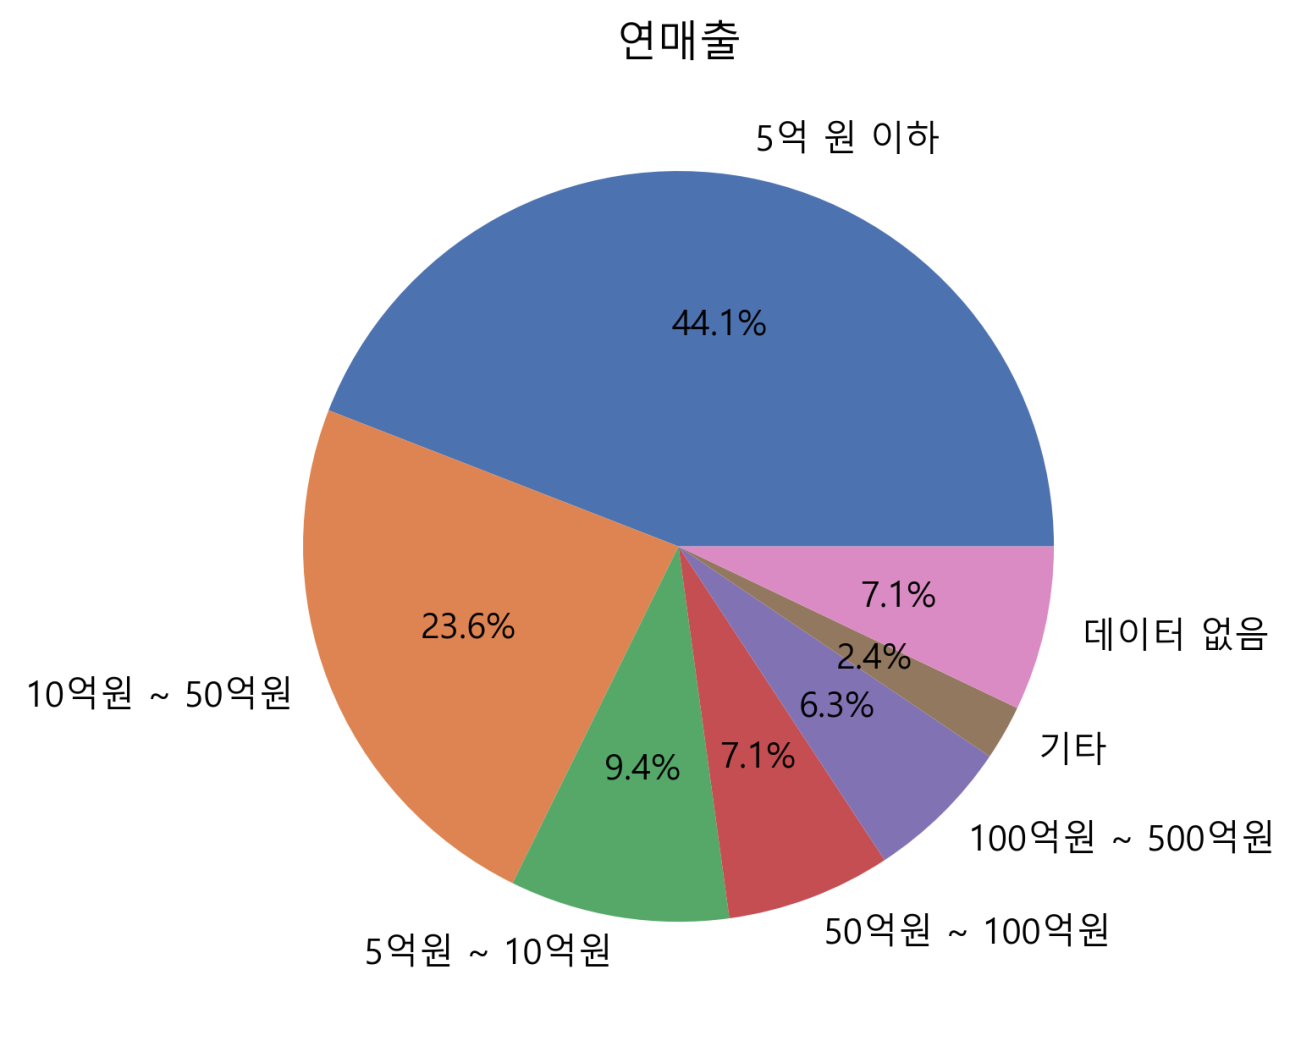 연매출
5억 원 이하
44.1%
23.6%
10억원 ~ 50억원
9.4%
5억원 ~ 10억원
7.1%
50억원 ~ 100억원
6.3%
100억원 ~ 500억원
2.4%
기타
7.1%
데이터 없음